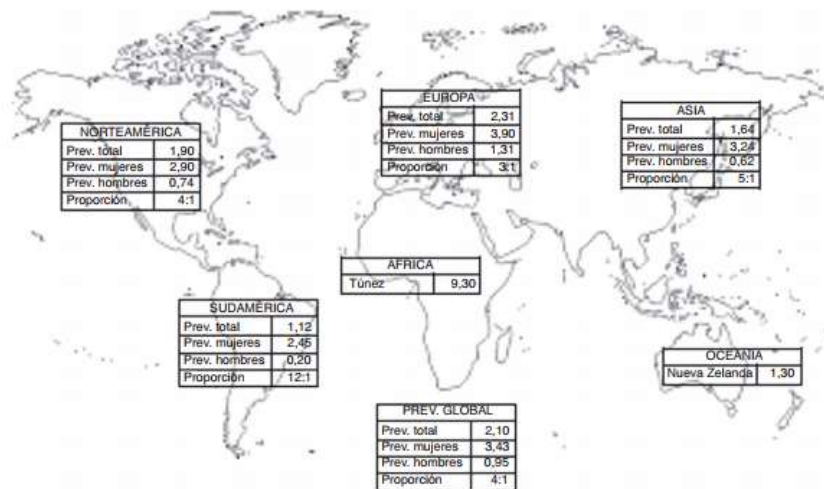 NORTEAMÉRICA
Prev. total 1,90
Prev. mujeres 2,90
Prev. hombres 0,74
Proporción 4:1
EUROPA
Prev. total 2,31
Prev. mujeres 3,90
Prev. hombres 1,31
Proporción 3:1
ASIA
Prev. total 1,64
Prev. mujeres 3,24
Prev. hombres 0,62
Proporción 5:1
AFRICA
Túnez 9,30
SUDAMÉRICA
Prev. total 1,12
Prev. mujeres 2,45
Prev. hombres 0,20
Proporción 12:1
OCEANIA
Nueva Zelanda 1,30
PREV. GLOBAL
Prev. total 2,10
Prev. mujeres 3,43
Prev. hombres 0,95
Proporción 4:1